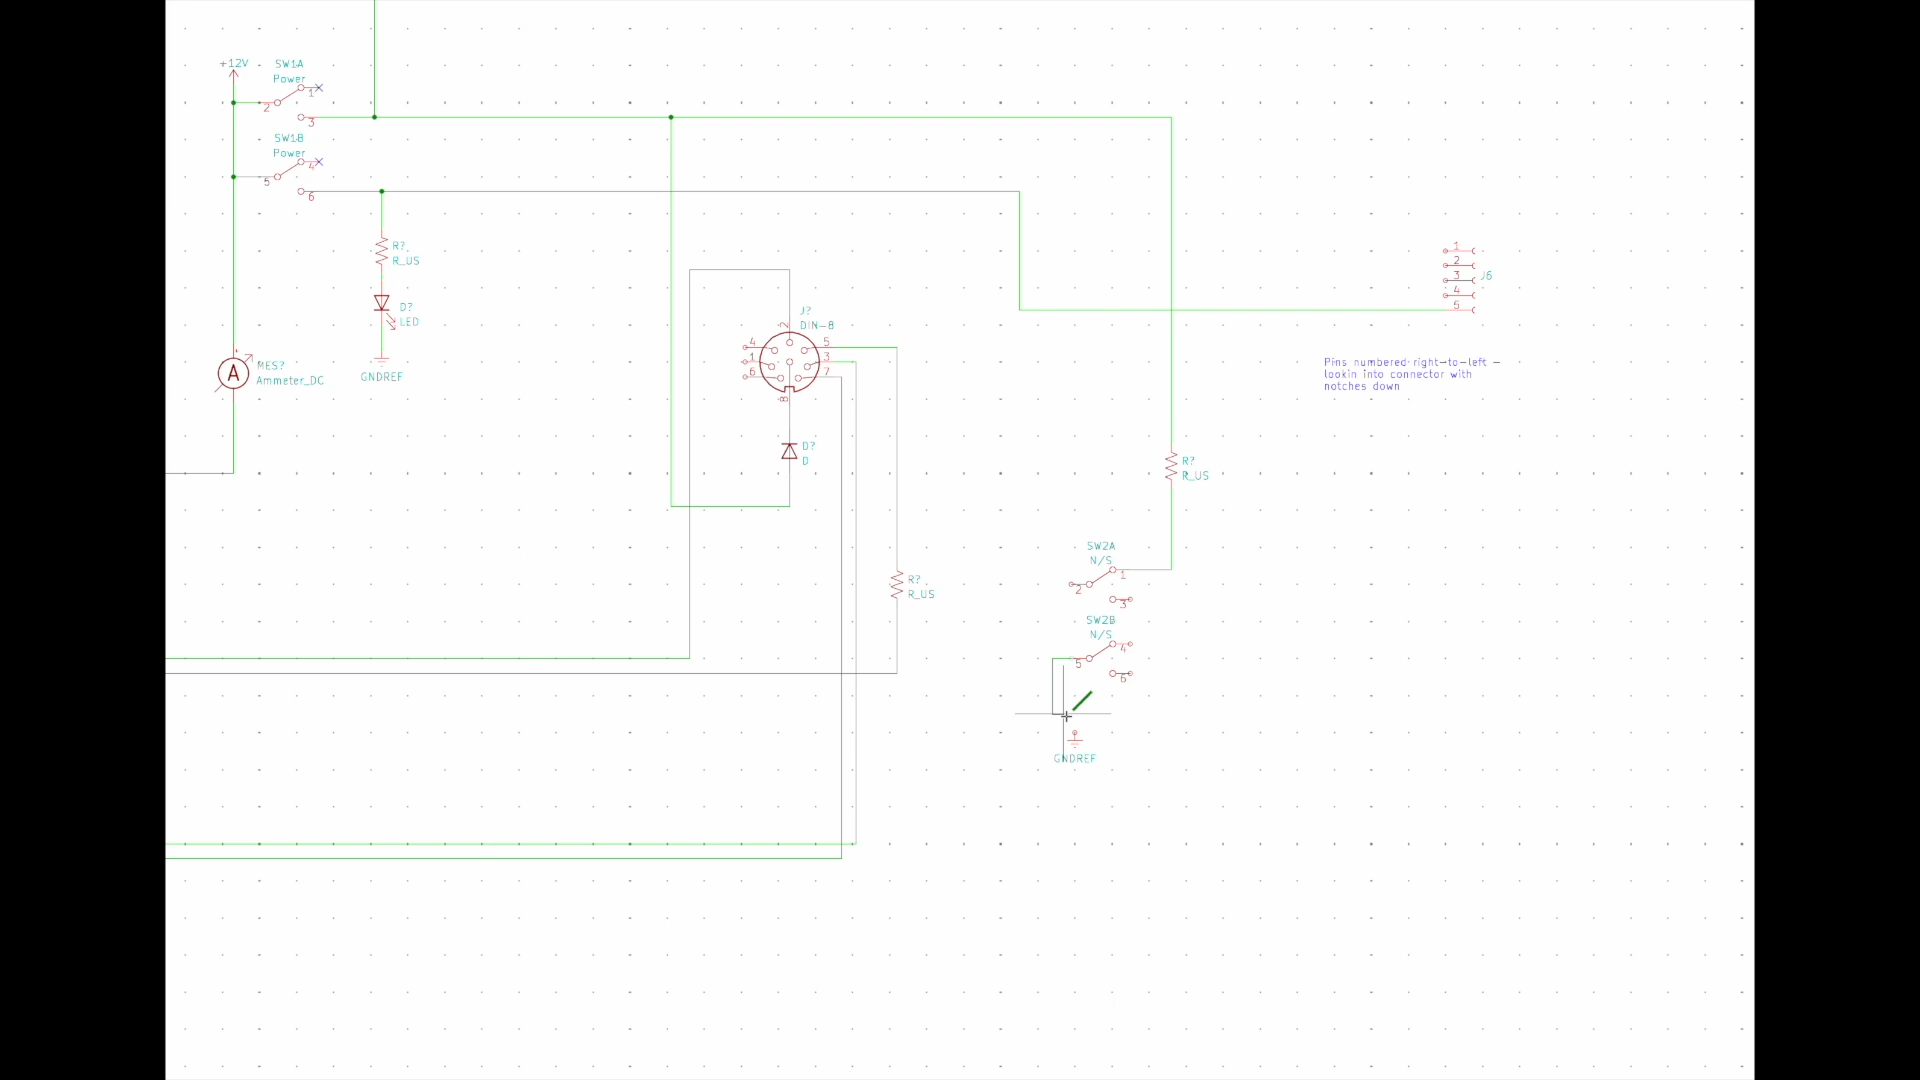 +12V
SW1A
Power
1
2
3
SW1B
Power
4
5
6
R?
R_US
D?
LED
GNDREF
MES?
Ammeter_DC
A
J?
DIN-8
2
4
5
1
3
6
7
8
D?
D
R?
R_US
R?
R_US
SW2A
N/S
1
2
3
SW2B
N/S
4
5
6
GNDREF
1
2
3
4
5
J6
Pins numbered right-to-left -
lookin into connector with
notches down